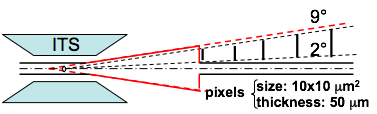 9°
ITS
2°
pixels { size: 10x10 μm²
thickness: 50 μm